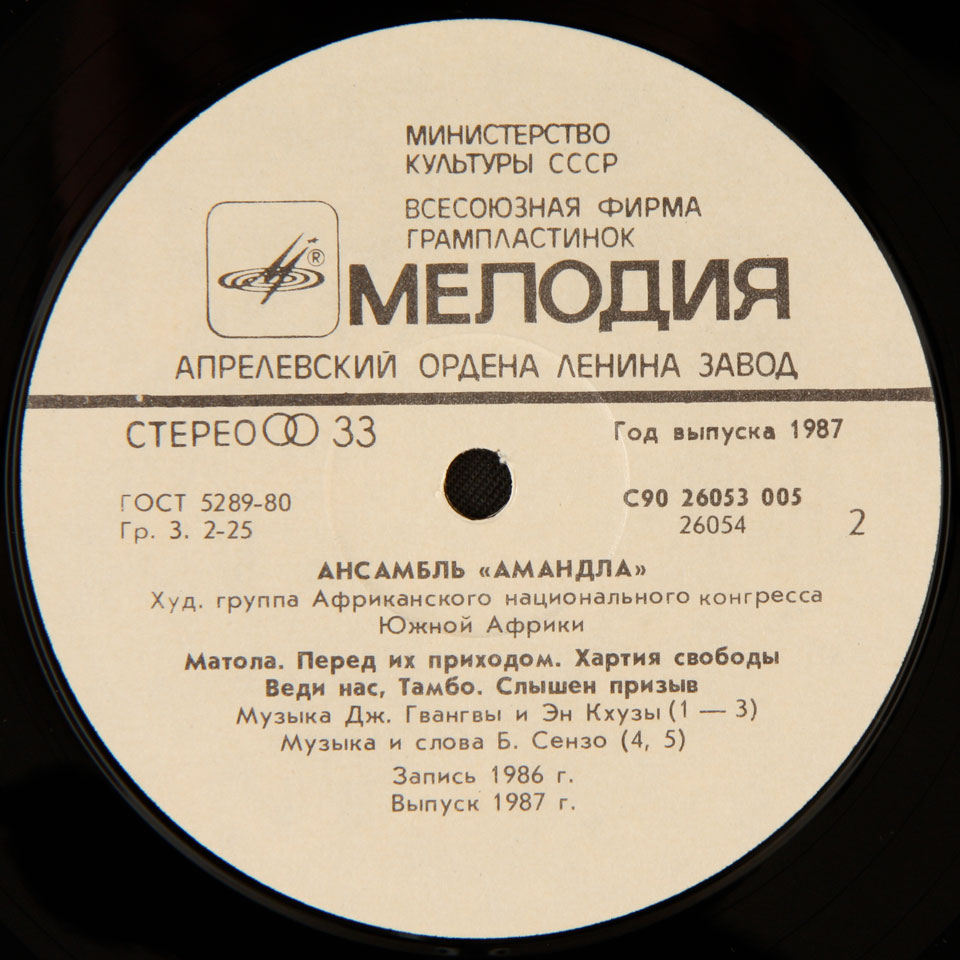 МИНИСТЕРСТВО
КУЛЬТУРЫ СССР
ВСЕСОЮЗНАЯ ФИРМА
ГРАМПЛАСТИНОК
®
МЕЛОДИЯ
АПРЕЛЕВСКИЙ ОРДЕНА ЛЕНИНА ЗАВОД
СТЕРЕО 33
Год выпуска 1987
ГОСТ 5289-80
Гр. 3. 2-25
С90 26053 005
26054
2
АНСАМБЛЬ «АМАНДЛА»
Худ. группа Африканского национального конгресса
Южной Африки
Матола. Перед их приходом. Хартия свободы
Веди нас, Тамбо. Слышен призыв
Музыка Дж. Гвангвы и Эн Кхузы (1 — 3)
Музыка и слова Б. Сензо (4, 5)
Запись 1986 г.
Выпуск 1987 г.